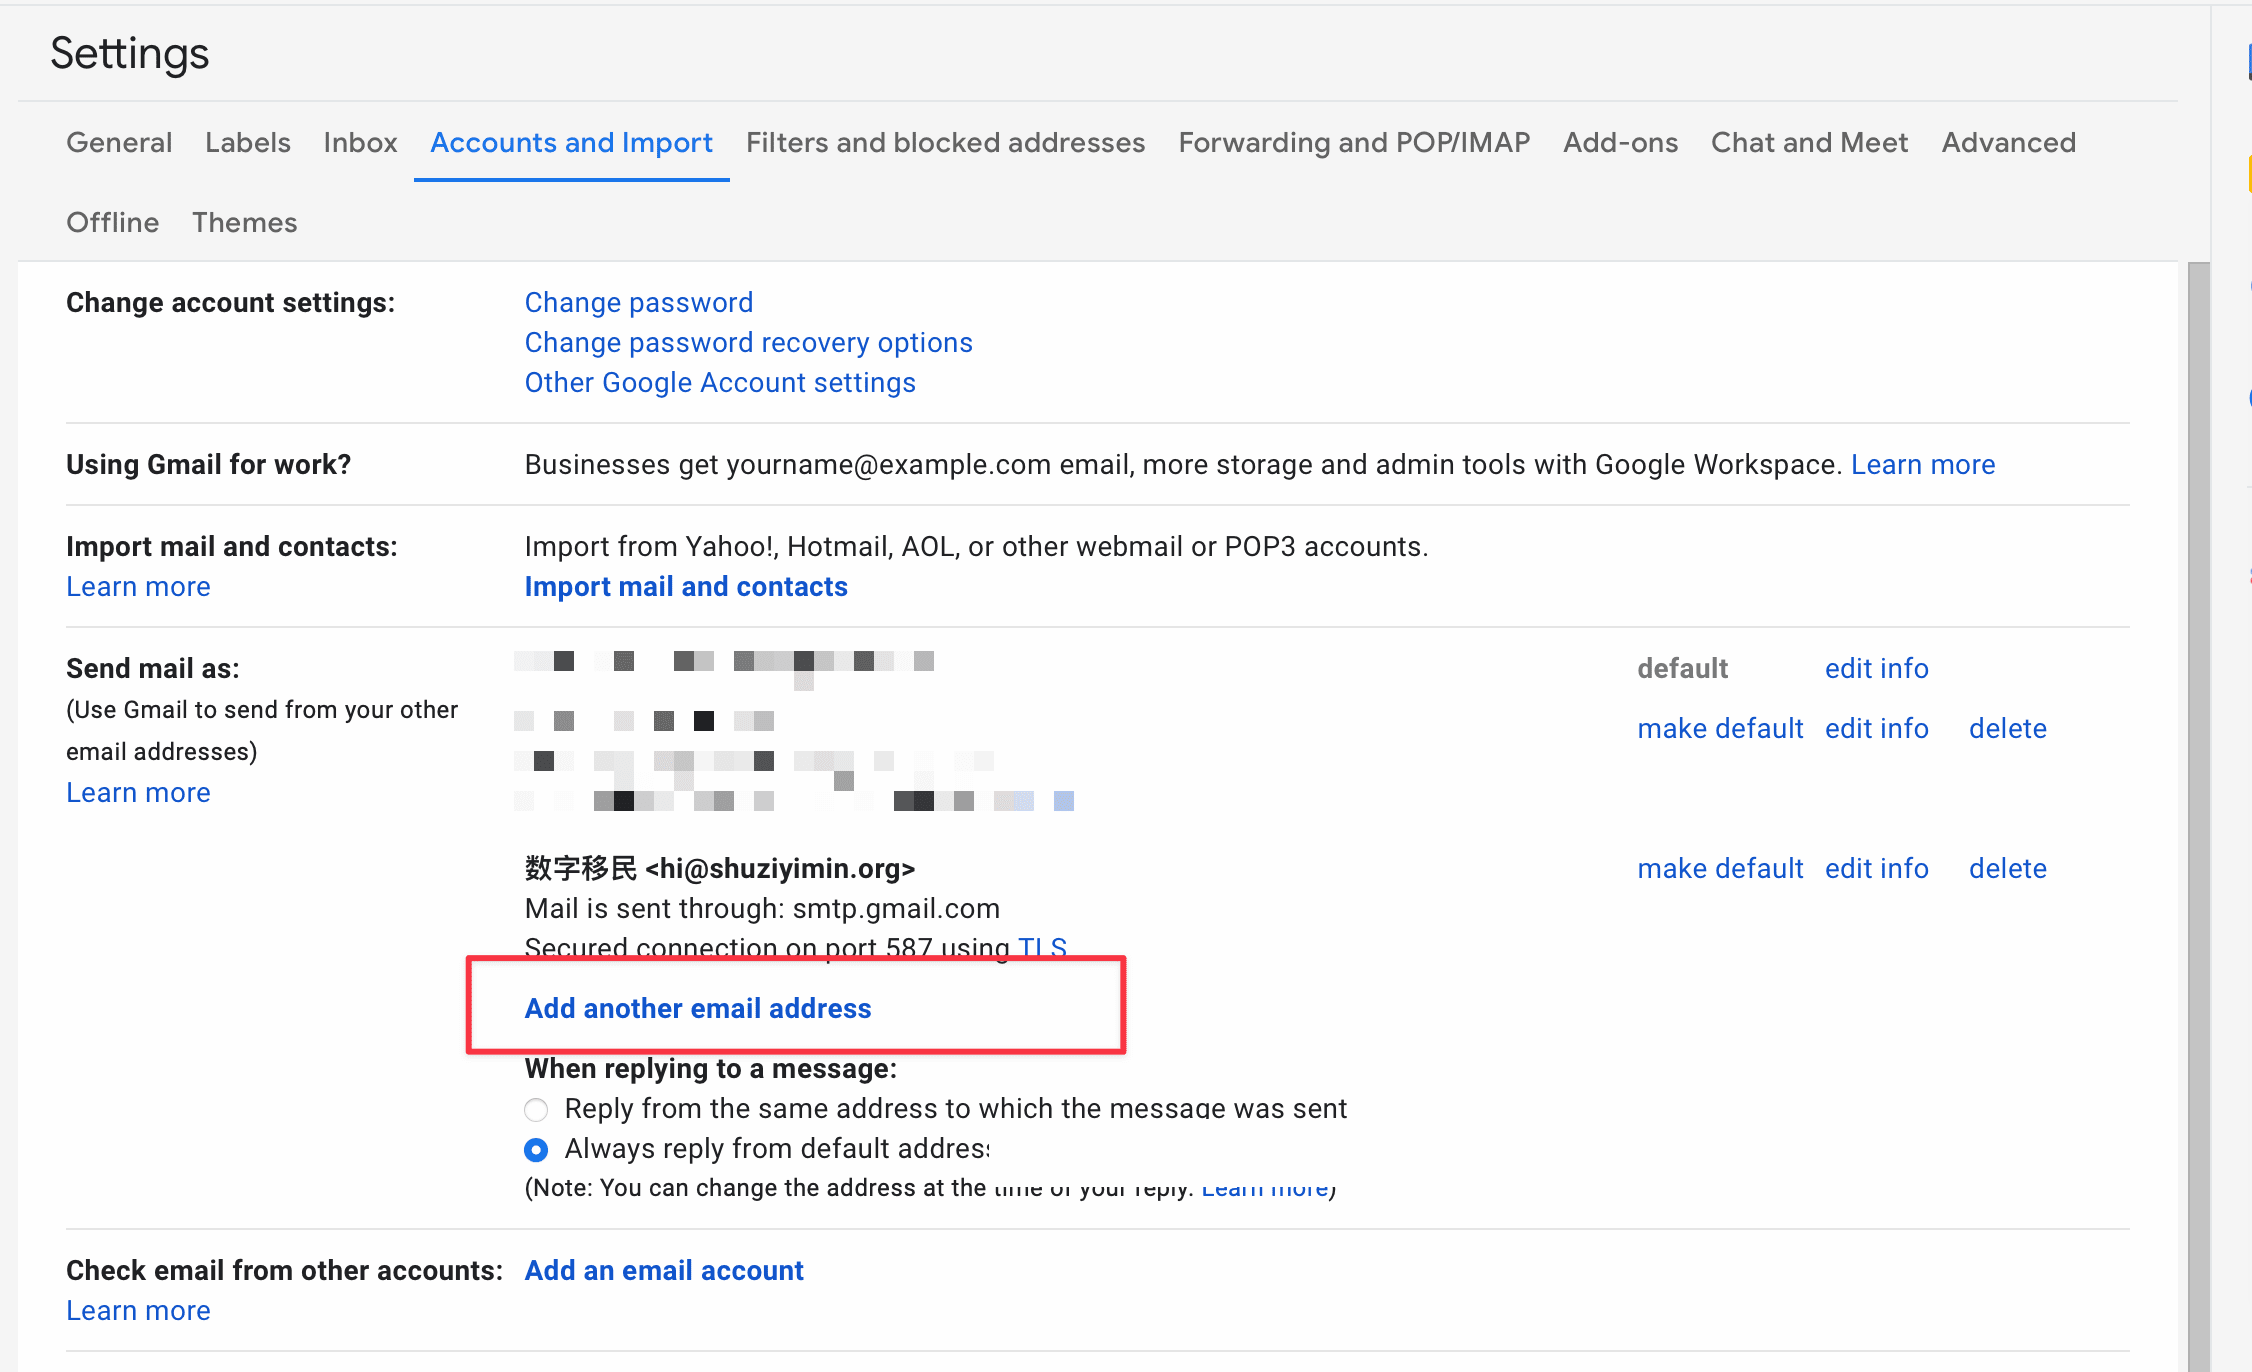 Settings
General Labels Inbox Accounts and Import Filters and blocked addresses Forwarding and POP/IMAP Add-ons Chat and Meet Advanced
Offline Themes
Change account settings: Change password
Change password recovery options
Other Google Account settings
Using Gmail for work? Businesses get yourname@example.com email, more storage and admin tools with Google Workspace. Learn more
Import mail and contacts: Import from Yahoo!, Hotmail, AOL, or other webmail or POP3 accounts.
Learn more Import mail and contacts
Send mail as: default edit info
(Use Gmail to send from your other
make default edit info delete
email addresses)
Learn more
数字移民 <hi@shuziyimin.org> make default edit info delete
Mail is sent through: smtp.gmail.com
Secured connection on port 587 using TLS
Add another email address
When replying to a message:
Reply from the same address to which the message was sent
Always reply from default address
(Note: You can change the address at the time of your reply. Learn more)
Check email from other accounts: Add an email account
Learn more